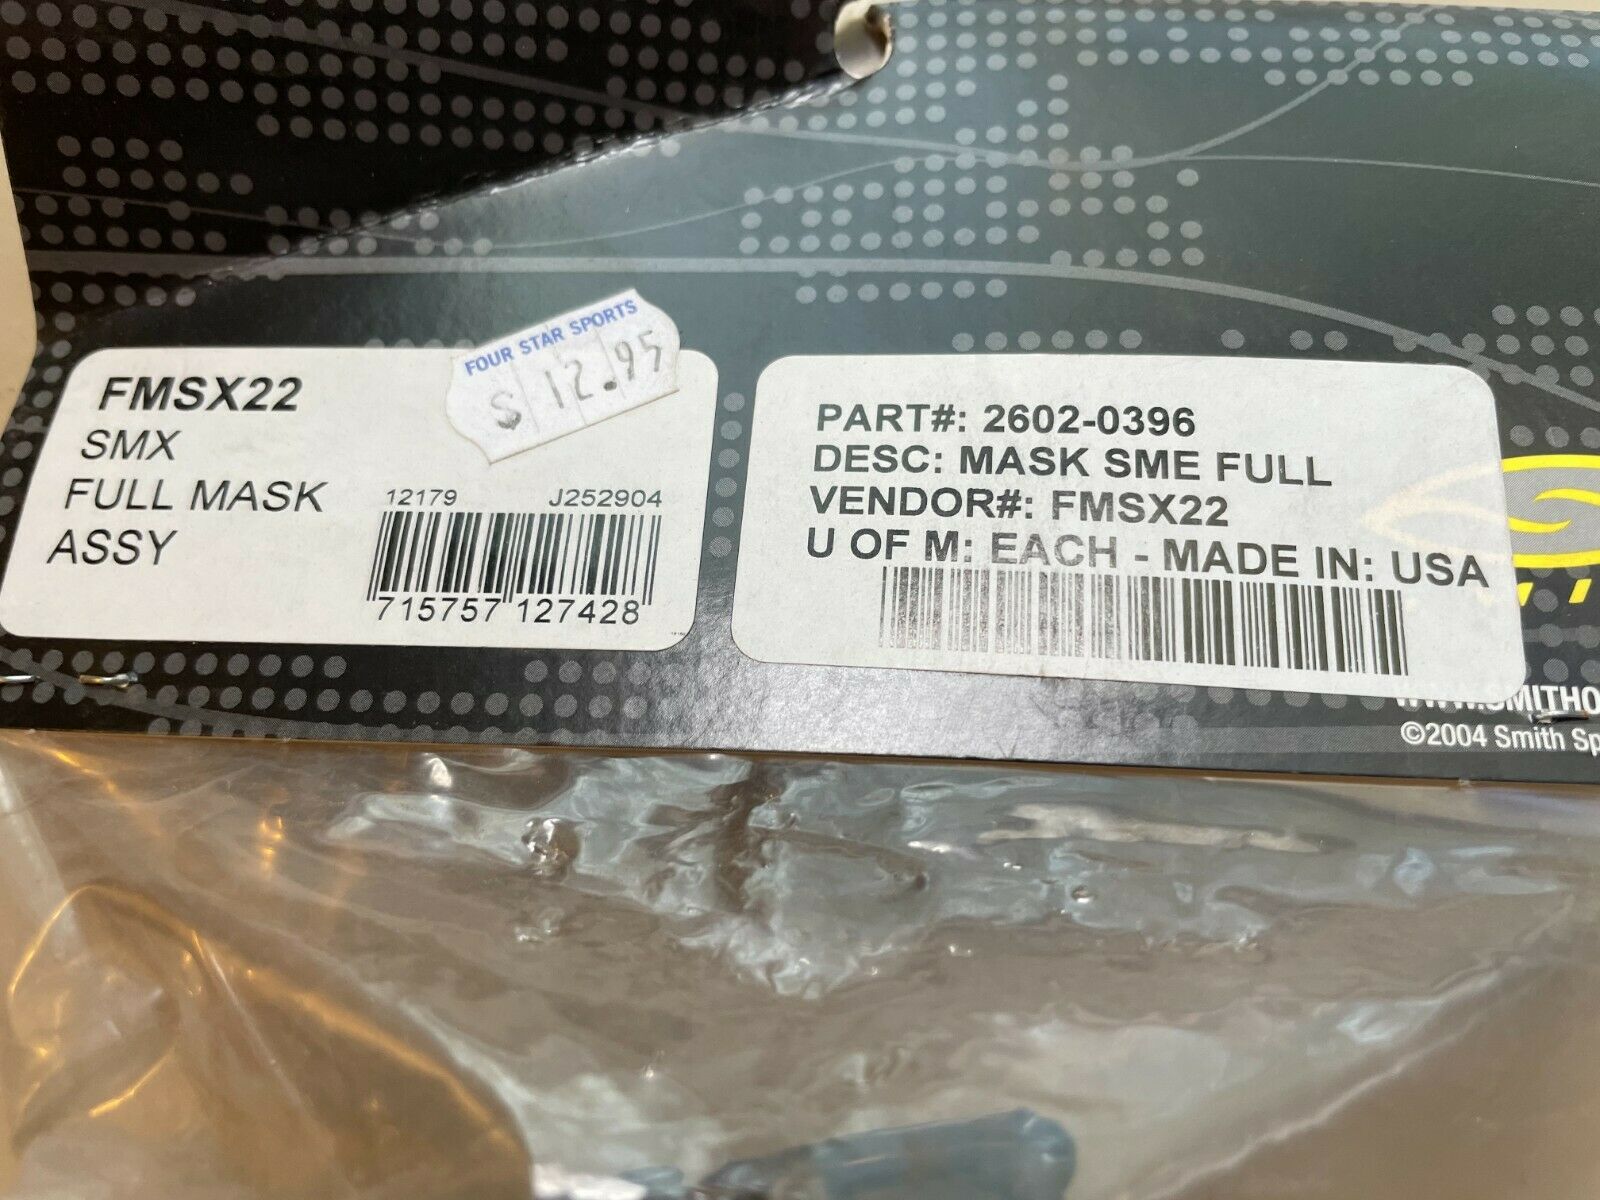 FOUR STAR SPORTS
$ 12.95
FMSX22
SMX
FULL MASK
ASSY
12179 J252904
715757 127428
PART#: 2602-0396
DESC: MASK SME FULL
VENDOR#: FMSX22
U OF M: EACH - MADE IN: USA
©2004 Smith